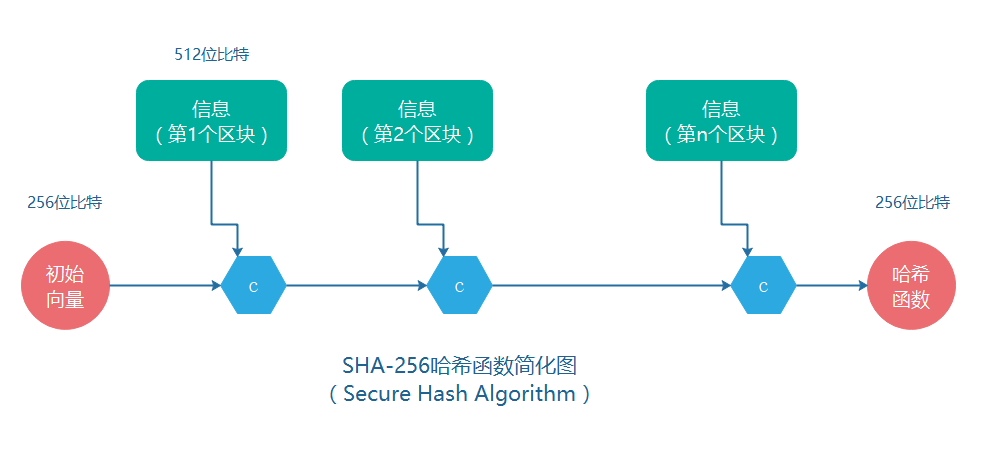 512位比特
信息
（第1个区块）
信息
（第2个区块）
信息
（第n个区块）
256位比特
256位比特
初始
向量
C
C
C
哈希
函数
SHA-256哈希函数简化图
（Secure Hash Algorithm）